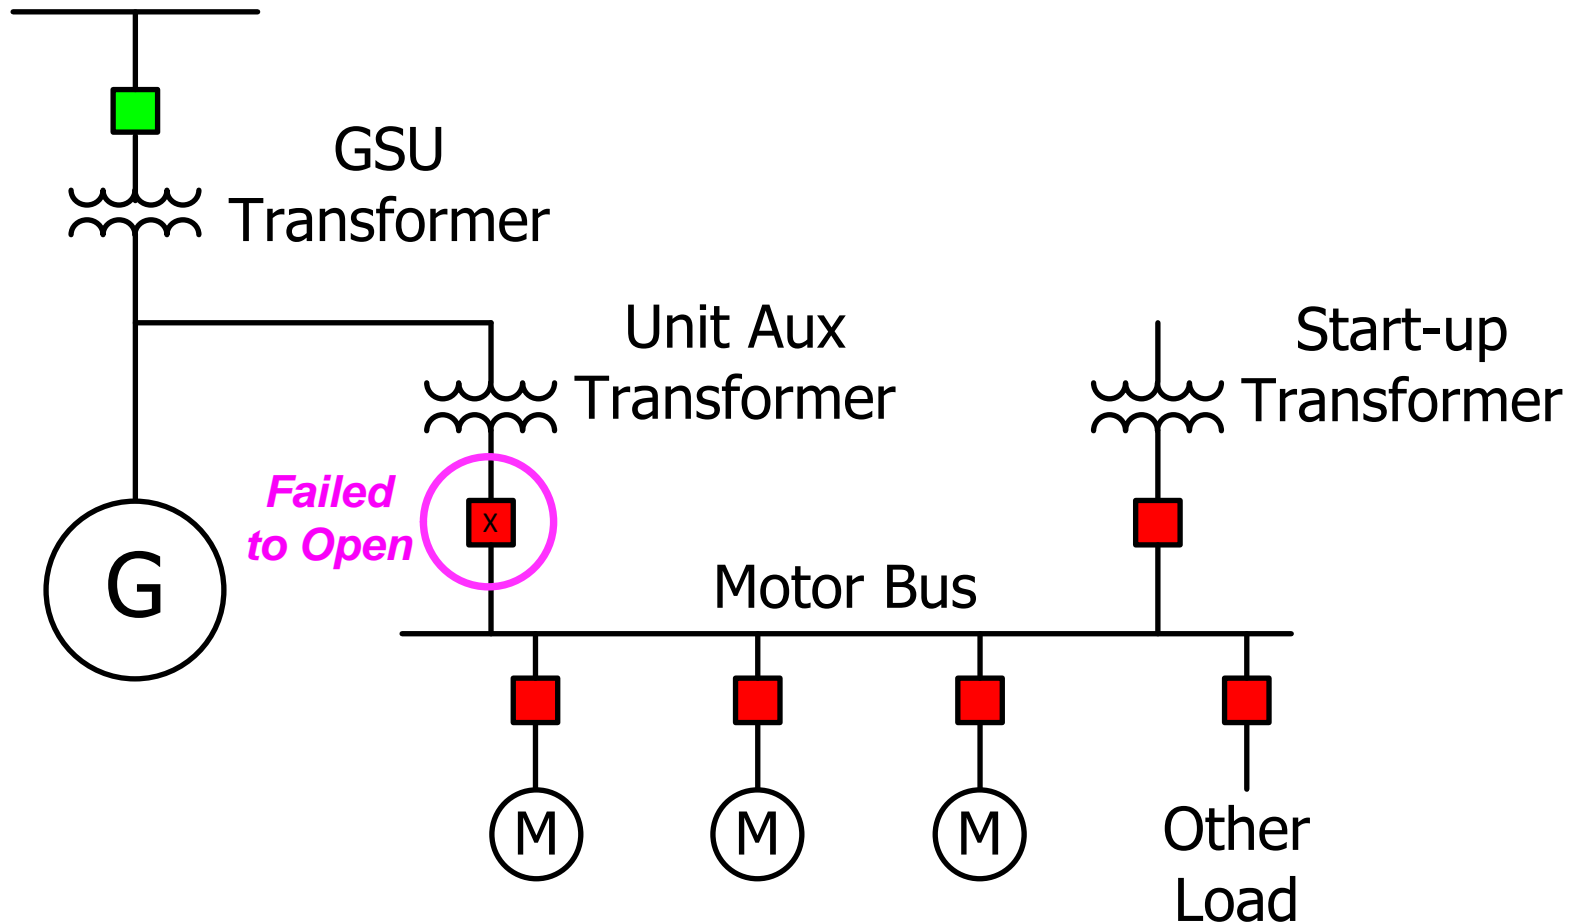 GSU
Transformer
Unit Aux
Transformer
Start-up
Transformer
Failed
to Open
X
G
Motor Bus
M
M
M
Other
Load